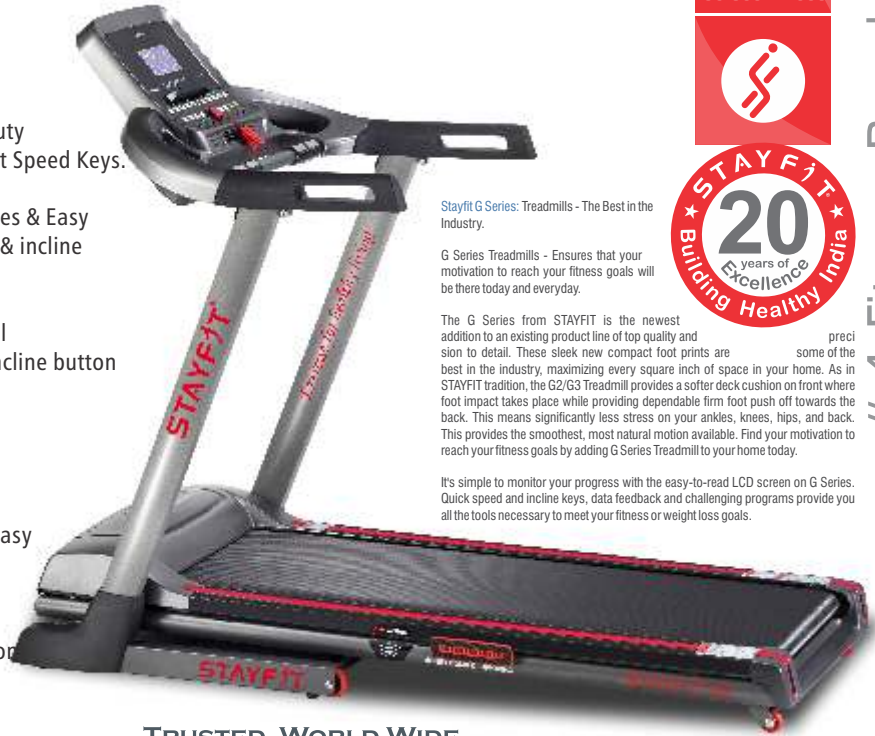 uty
t Speed Keys.
es & Easy
& incline
l
ncline button
asy
on
STAYFIT
STAYFIT
STAYFIT
20
years of
Excellence
Building Healthy India
Stayfit G Series: Treadmills - The Best in the
Industry.
G Series Treadmills - Ensures that your
motivation to reach your fitness goals will
be there today and everyday.
The G Series from STAYFIT is the newest
addition to an existing product line of top quality and preci
sion to detail. These sleek new compact foot prints are some of the
best in the industry, maximizing every square inch of space in your home. As in
STAYFIT tradition, the G2/G3 Treadmill provides a softer deck cushion on front where
foot impact takes place while providing dependable firm foot push off towards the
back. This means significantly less stress on your ankles, knees, hips, and back.
This provides the smoothest, most natural motion available. Find your motivation to
reach your fitness goals by adding G Series Treadmill to your home today.
It's simple to monitor your progress with the easy-to-read LCD screen on G Series.
Quick speed and incline keys, data feedback and challenging programs provide you
all the tools necessary to meet your fitness or weight loss goals.
TRUSTED WORLD WIDE